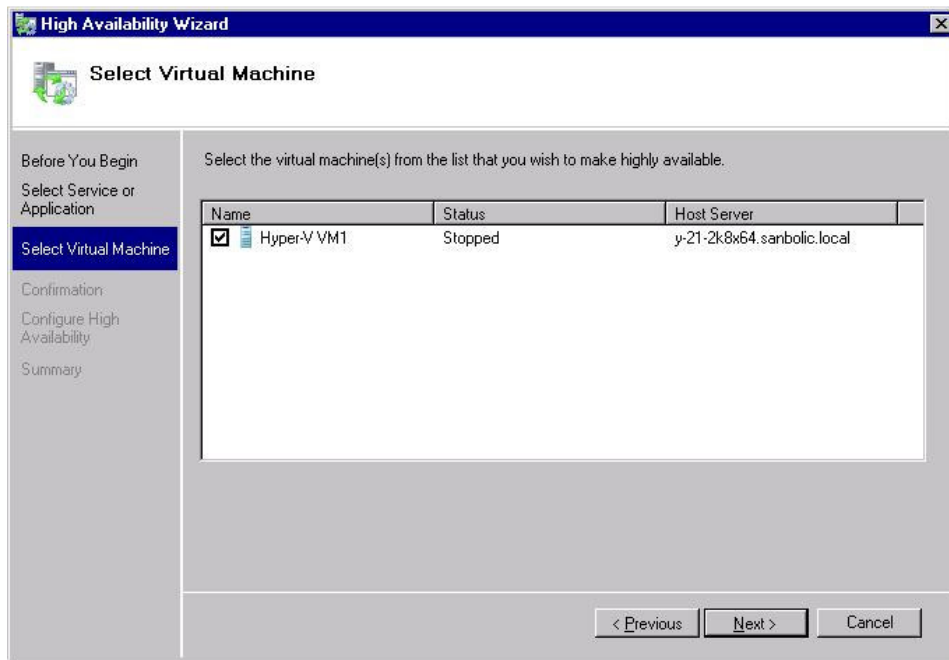 High Availability Wizard
Select Virtual Machine
Before You Begin
Select Service or
Application
Select Virtual Machine
Confirmation
Configure High
Availability
Summary
Select the virtual machine(s) from the list that you wish to make highly available.
Name Status Host Server
Hyper-V VM1 Stopped y-21-2k8x64.sanbolic.local
< Previous Next > Cancel